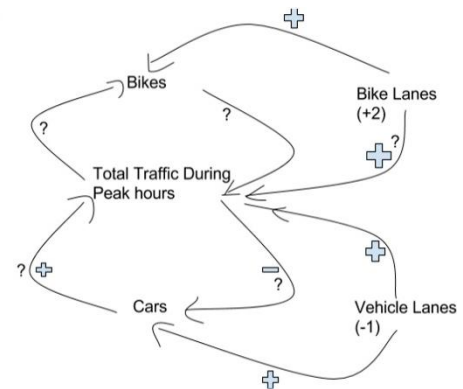 Bikes
Bike Lanes
(+2)
?
?
?
Total Traffic During
Peak hours
?
?
Cars
Vehicle Lanes
(-1)